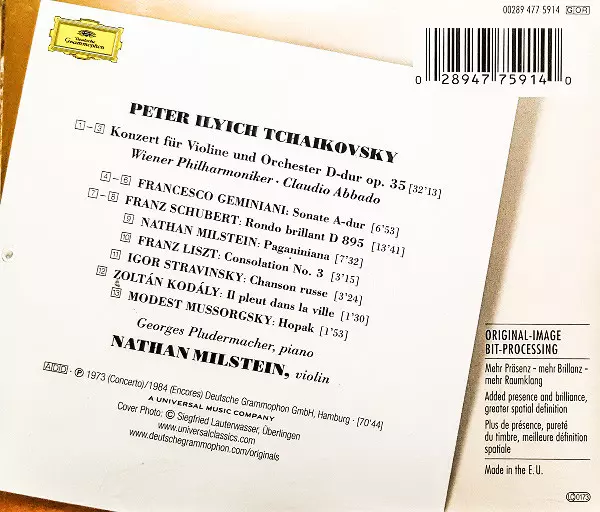 00289 477 5914 GOR
0 28947 75914 0
Deutsche
Grammophon
PETER ILYICH TCHAIKOVSKY
1 - 3 Konzert für Violine und Orchester D-dur op. 35 [32'13]
Wiener Philharmoniker · Claudio Abbado
4 - 6 FRANCESCO GEMINIANI: Sonate A-dur [6'53]
7 - 8 FRANZ SCHUBERT: Rondo brillant D 895 [13'41]
9 NATHAN MILSTEIN: Paganiniana [7'32]
10 FRANZ LISZT: Consolation No. 3 [3'15]
11 IGOR STRAVINSKY: Chanson russe [3'24]
12 ZOLTÁN KODÁLY: Il pleut dans la ville [1'30]
13 MODEST MUSSORGSKY: Hopak [1'53]
Georges Pludermacher, piano
NATHAN MILSTEIN, violin
ADD ℗ 1973 (Concerto)/1984 (Encores) Deutsche Grammophon GmbH, Hamburg · [70'44]
A UNIVERSAL MUSIC COMPANY
Cover Photo: © Siegfried Lauterwasser, Überlingen
www.universalclassics.com
www.deutschegrammophon.com/originals
ORIGINAL-IMAGE
BIT-PROCESSING
Mehr Präsenz - mehr Brillanz -
mehr Raumklang
Added presence and brilliance,
greater spatial definition
Plus de présence, pureté
du timbre, meilleure définition
spatiale
Made in the E. U.
LC 0173